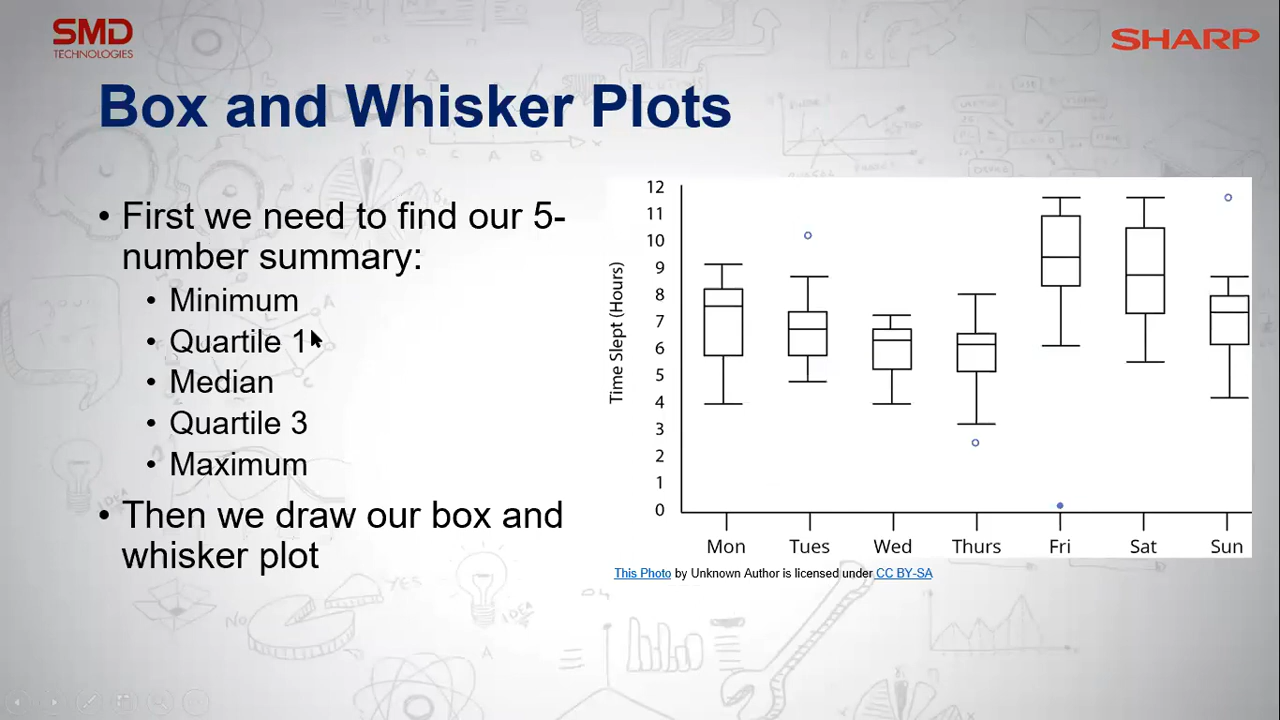 SMD
TECHNOLOGIES
SHARP
Box and Whisker Plots
• First we need to find our 5-
number summary:
• Minimum
• Quartile 1
• Median
• Quartile 3
• Maximum
• Then we draw our box and
whisker plot
Time Slept (Hours)
12
11
10
9
8
7
6
5
4
3
2
1
0
Mon Tues Wed Thurs Fri Sat Sun
This Photo by Unknown Author is licensed under CC BY-SA
YES
No
IDEA